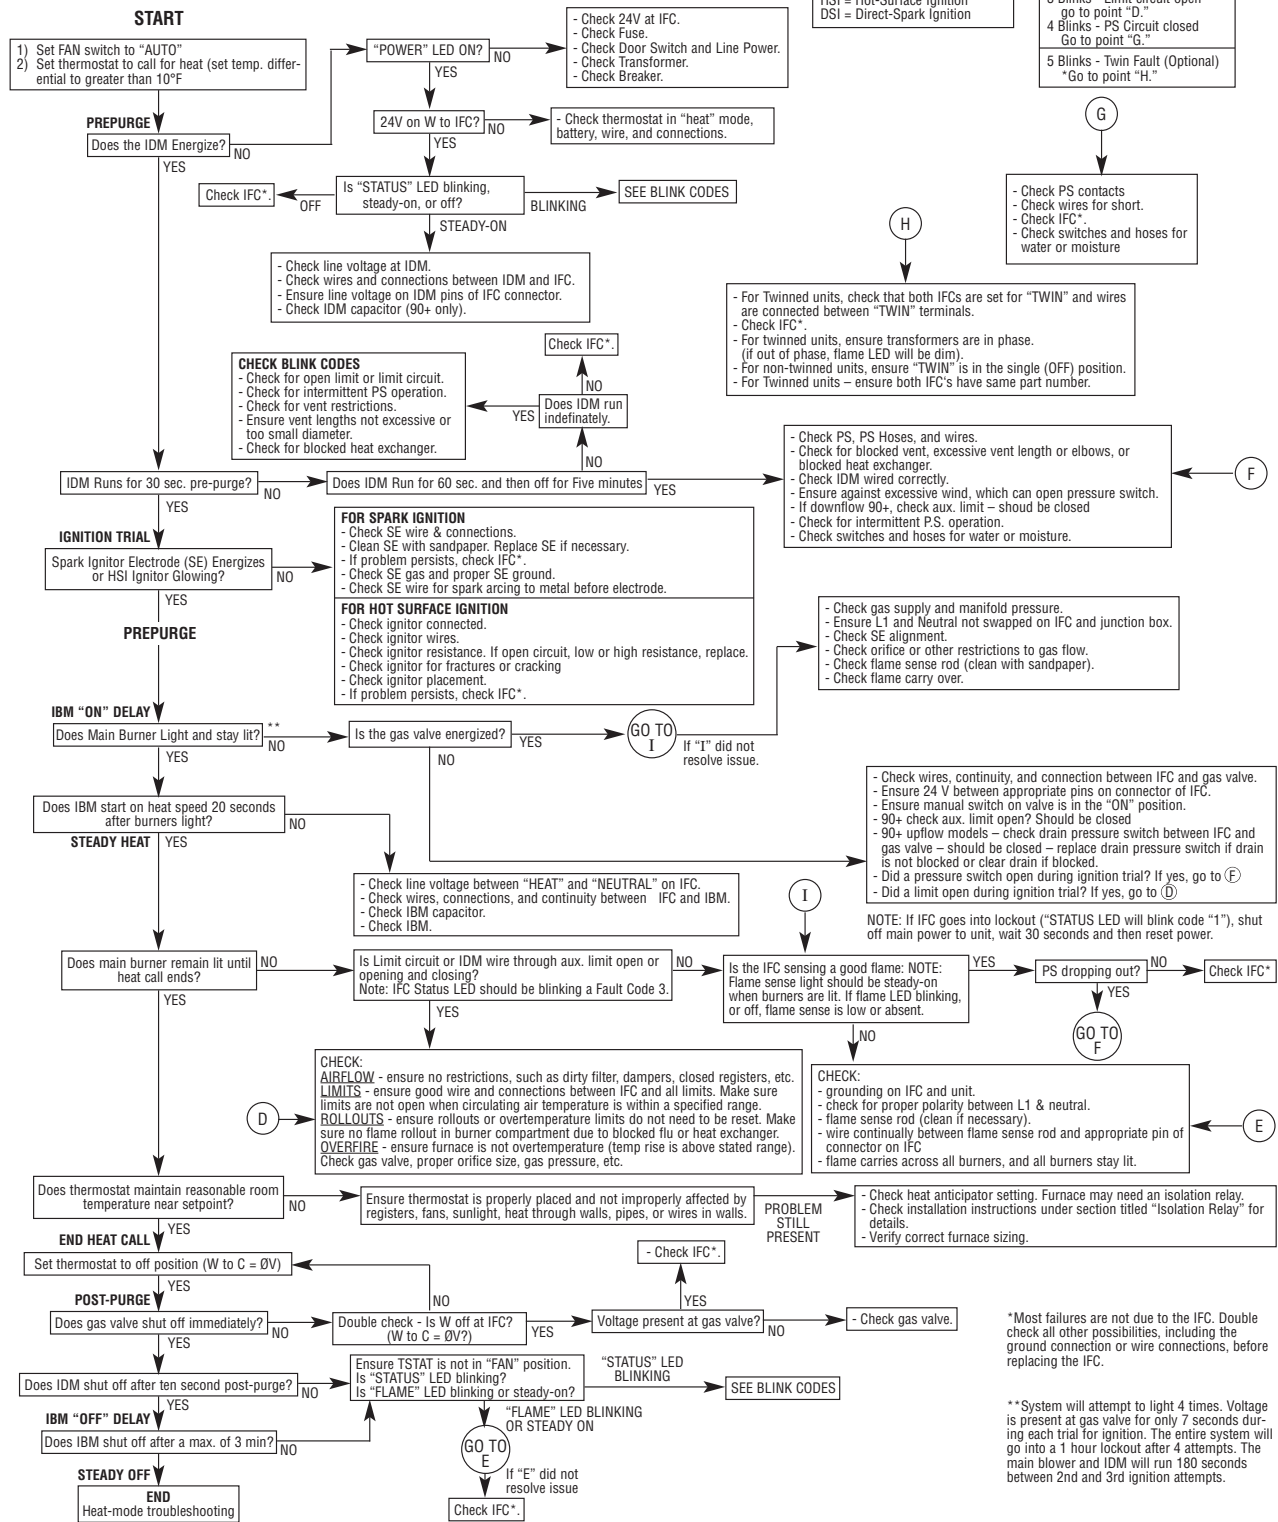 START
1) Set FAN switch to “AUTO”
2) Set thermostat to call for heat (set temp. differ-
ential to greater than 10°F
PREPURGE
Does the IDM Energize?
NO
YES
“POWER” LED ON?
NO
YES
- Check 24V at IFC.
- Check Fuse.
- Check Door Switch and Line Power.
- Check Transformer.
- Check Breaker.
24V on W to IFC?
NO
YES
- Check thermostat in “heat” mode,
battery, wire, and connections.
Is “STATUS” LED blinking,
steady-on, or off?
OFF
Check IFC*.
BLINKING
SEE BLINK CODES
STEADY-ON
- Check line voltage at IDM.
- Check wires and connections between IDM and IFC.
- Ensure line voltage on IDM pins of IFC connector.
- Check IDM capacitor (90+ only).
HSI = Hot-Surface Ignition
DSI = Direct-Spark Ignition
3 Blinks - Limit circuit open
go to point “D.”
4 Blinks - PS Circuit closed
Go to point “G.”
5 Blinks - Twin Fault (Optional)
*Go to point “H.”
G
- Check PS contacts
- Check wires for short.
- Check IFC*.
- Check switches and hoses for
water or moisture
H
- For Twinned units, check that both IFCs are set for “TWIN” and wires
are connected between “TWIN” terminals.
- Check IFC*.
- For twinned units, ensure transformers are in phase.
(if out of phase, flame LED will be dim).
- For non-twinned units, ensure “TWIN” is in the single (OFF) position.
- For Twinned units – ensure both IFC's have same part number.
Check IFC*.
NO
Does IDM run
indefinately.
YES
NO
CHECK BLINK CODES
- Check for open limit or limit circuit.
- Check for intermittent PS operation.
- Check for vent restrictions.
- Ensure vent lengths not excessive or
too small diameter.
- Check for blocked heat exchanger.
IDM Runs for 30 sec. pre-purge?
NO
YES
Does IDM Run for 60 sec. and then off for Five minutes
YES
- Check PS, PS Hoses, and wires.
- Check for blocked vent, excessive vent length or elbows, or
blocked heat exchanger.
- Check IDM wired correctly.
- Ensure against excessive wind, which can open pressure switch.
- If downflow 90+, check aux. limit – shoud be closed
- Check for intermittent P.S. operation.
- Check switches and hoses for water or moisture.
F
IGNITION TRIAL
Spark Ignitor Electrode (SE) Energizes
or HSI Ignitor Glowing?
NO
YES
FOR SPARK IGNITION
- Check SE wire & connections.
- Clean SE with sandpaper. Replace SE if necessary.
- If problem persists, check IFC*.
- Check SE gas and proper SE ground.
- Check SE wire for spark arcing to metal before electrode.
FOR HOT SURFACE IGNITION
- Check ignitor connected.
- Check ignitor wires.
- Check ignitor resistance. If open circuit, low or high resistance, replace.
- Check ignitor for fractures or cracking
- Check ignitor placement.
- If problem persists, check IFC*.
PREPURGE
IBM “ON” DELAY
Does Main Burner Light and stay lit?
**
NO
YES
Is the gas valve energized?
YES
NO
GO TO
I
If “I” did not
resolve issue.
- Check gas supply and manifold pressure.
- Ensure L1 and Neutral not swapped on IFC and junction box.
- Check SE alignment.
- Check orifice or other restrictions to gas flow.
- Check flame sense rod (clean with sandpaper).
- Check flame carry over.
- Check wires, continuity, and connection between IFC and gas valve.
- Ensure 24 V between appropriate pins on connector of IFC.
- Ensure manual switch on valve is in the “ON” position.
- 90+ check aux. limit open? Should be closed
- 90+ upflow models – check drain pressure switch between IFC and
gas valve – should be closed – replace drain pressure switch if drain
is not blocked or clear drain if blocked.
- Did a pressure switch open during ignition trial? If yes, go to Ⓕ
- Did a limit open during ignition trial? If yes, go to Ⓓ
NOTE: If IFC goes into lockout (“STATUS LED will blink code “1”), shut
off main power to unit, wait 30 seconds and then reset power.
Does IBM start on heat speed 20 seconds
after burners light?
NO
STEADY HEAT YES
- Check line voltage between “HEAT” and “NEUTRAL” on IFC.
- Check wires, connections, and continuity between IFC and IBM.
- Check IBM capacitor.
- Check IBM.
I
Does main burner remain lit until
heat call ends?
NO
YES
Is Limit circuit or IDM wire through aux. limit open or
opening and closing?
Note: IFC Status LED should be blinking a Fault Code 3.
NO
YES
Is the IFC sensing a good flame: NOTE:
Flame sense light should be steady-on
when burners are lit. If flame LED blinking,
or off, flame sense is low or absent.
YES
NO
PS dropping out?
NO
Check IFC*
YES
GO TO
F
D
CHECK:
AIRFLOW - ensure no restrictions, such as dirty filter, dampers, closed registers, etc.
LIMITS - ensure good wire and connections between IFC and all limits. Make sure
limits are not open when circulating air temperature is within a specified range.
ROLLOUTS - ensure rollouts or overtemperature limits do not need to be reset. Make
sure no flame rollout in burner compartment due to blocked flu or heat exchanger.
OVERFIRE - ensure furnace is not overtemperature (temp rise is above stated range).
Check gas valve, proper orifice size, gas pressure, etc.
CHECK:
- grounding on IFC and unit.
- check for proper polarity between L1 & neutral.
- flame sense rod (clean if necessary).
- wire continually between flame sense rod and appropriate pin of
connector on IFC
- flame carries across all burners, and all burners stay lit.
E
Does thermostat maintain reasonable room
temperature near setpoint?
NO
YES
Ensure thermostat is properly placed and not improperly affected by
registers, fans, sunlight, heat through walls, pipes, or wires in walls.
PROBLEM
STILL
PRESENT
- Check heat anticipator setting. Furnace may need an isolation relay.
- Check installation instructions under section titled “Isolation Relay” for
details.
- Verify correct furnace sizing.
END HEAT CALL
Set thermostat to off position (W to C = ØV)
YES
POST-PURGE
Does gas valve shut off immediately?
NO
YES
NO
Double check - Is W off at IFC?
(W to C = ØV?)
YES
- Check IFC*.
YES
Voltage present at gas valve?
NO
- Check gas valve.
Does IDM shut off after ten second post-purge?
NO
YES
Ensure TSTAT is not in “FAN” position.
Is “STATUS” LED blinking?
Is “FLAME” LED blinking or steady-on?
“STATUS” LED
BLINKING
SEE BLINK CODES
“FLAME” LED BLINKING
OR STEADY ON
GO TO
E
If “E” did not
resolve issue
Check IFC*.
IBM “OFF” DELAY
Does IBM shut off after a max. of 3 min?
NO
YES
STEADY OFF
END
Heat-mode troubleshooting
*Most failures are not due to the IFC. Double
check all other possibilities, including the
ground connection or wire connections, before
replacing the IFC.
**System will attempt to light 4 times. Voltage
is present at gas valve for only 7 seconds dur-
ing each trial for ignition. The entire system will
go into a 1 hour lockout after 4 attempts. The
main blower and IDM will run 180 seconds
between 2nd and 3rd ignition attempts.